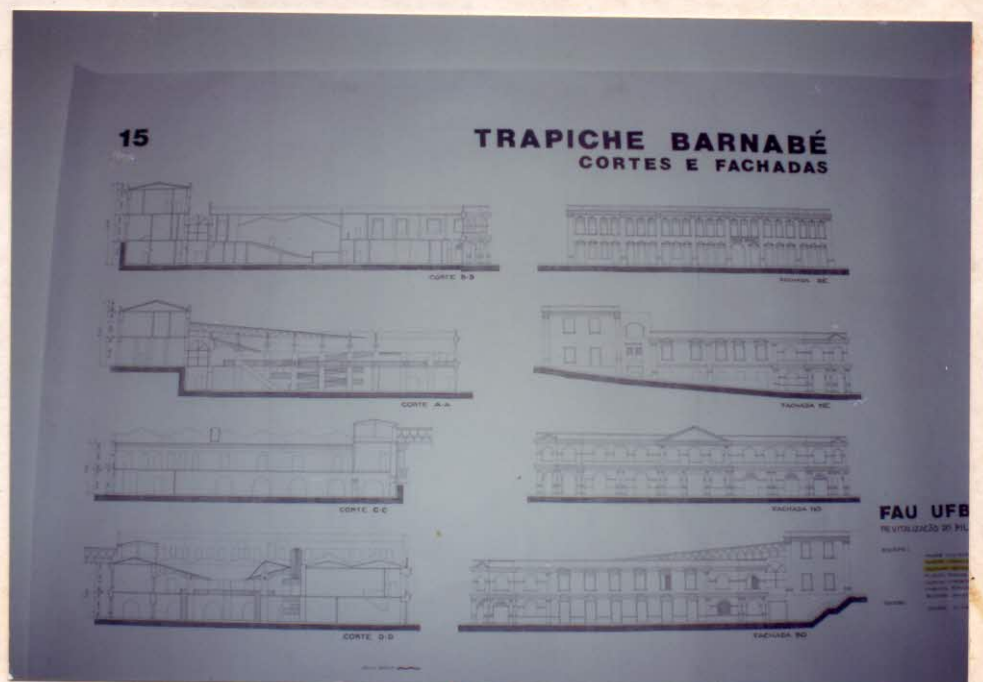 15
TRAPICHE BARNABÉ
CORTES E FACHADAS
CORTE B-B
FACHADA SE
CORTE A-A
FACHADA NE
CORTE C-C
FACHADA NO
FAU UFB
CORTE D-D
FACHADA SO